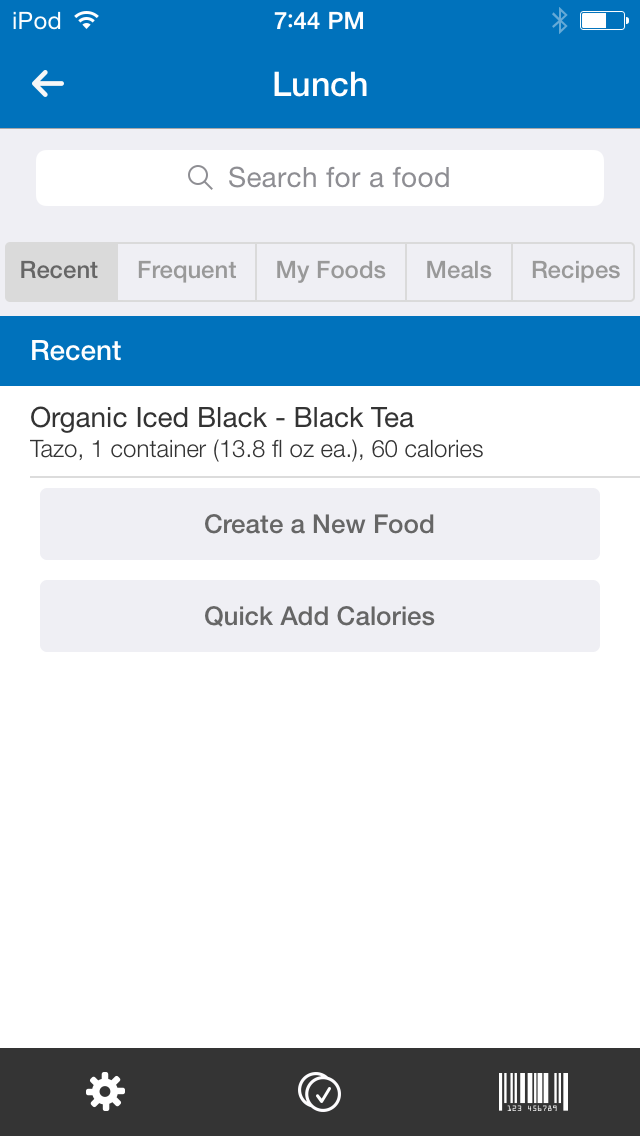 iPod 7:44 PM
Lunch
Search for a food
Recent Frequent My Foods Meals Recipes
Recent
Organic Iced Black - Black Tea
Tazo, 1 container (13.8 fl oz ea.), 60 calories
Create a New Food
Quick Add Calories
123 456789